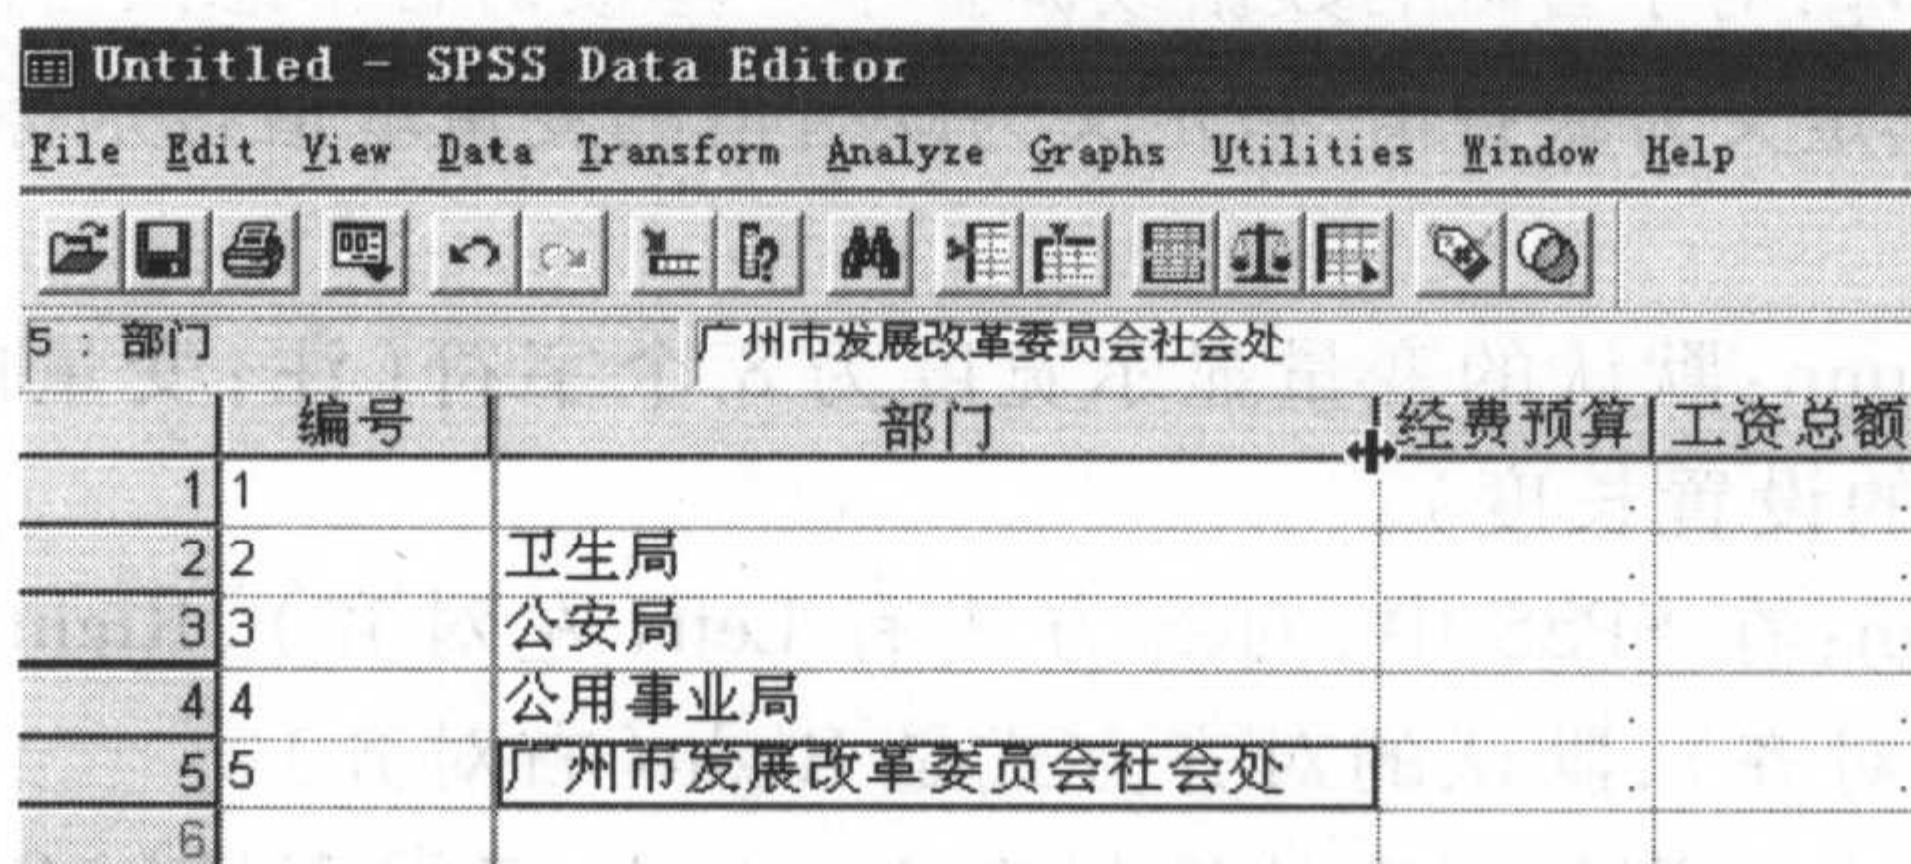 Untitled - SPSS Data Editor
File Edit View Data Transform Analyze Graphs Utilities Window Help
5 : 部门 广州市发展改革委员会社会处
编号 部门 经费预算 工资总额
1 1 . .
2 2 卫生局 . .
3 3 公安局 . .
4 4 公用事业局 . .
5 5 广州市发展改革委员会社会处 . .
6